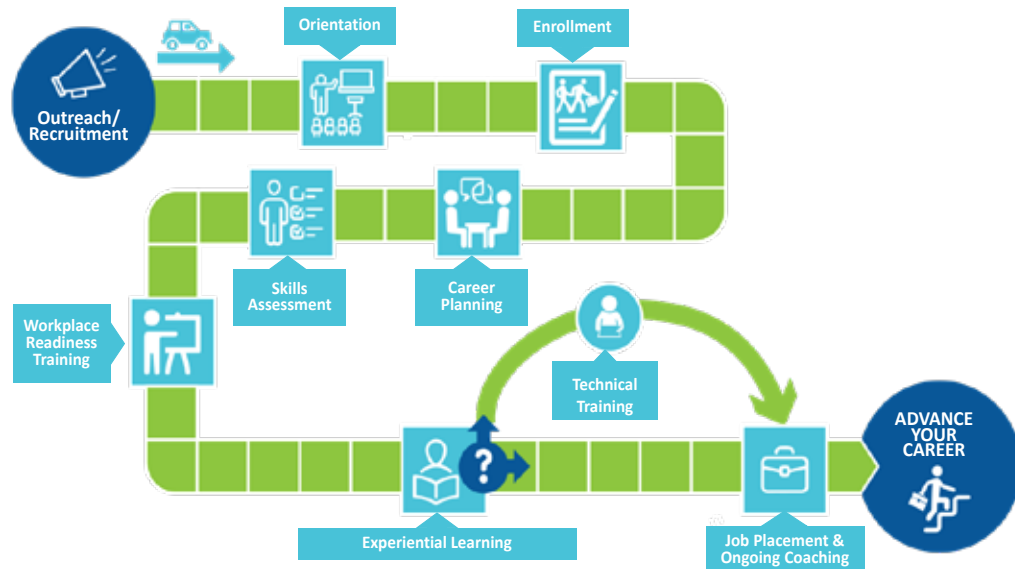 Outreach/
Recruitment
Orientation
Enrollment
Career
Planning
Skills
Assessment
Workplace
Readiness
Training
Experiential Learning
?
Technical
Training
Job Placement &
Ongoing Coaching
ADVANCE
YOUR
CAREER